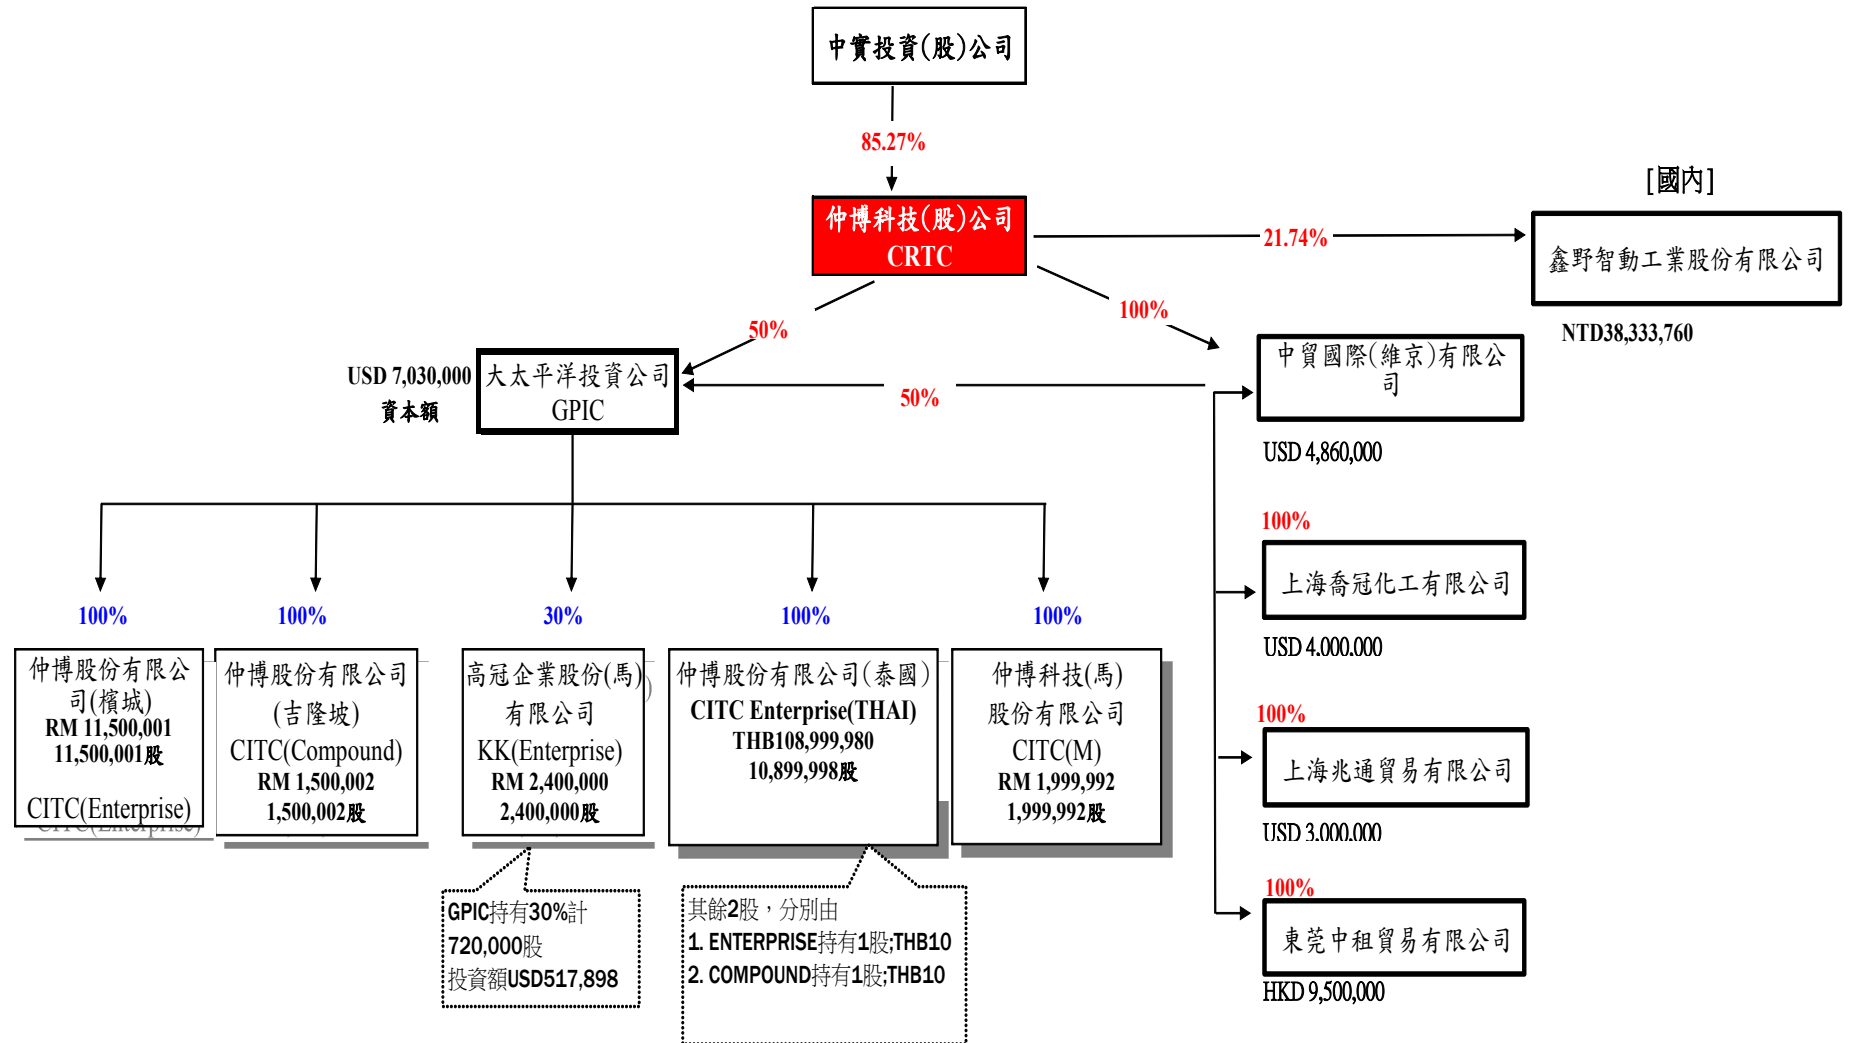 中實投資(股)公司
85.27%
[國內]
仲博科技(股)公司
CRTC
21.74%
鑫野智動工業股份有限公司
NTD38,333,760
50%
100%
USD 7,030,000
資本額
大太平洋投資公司
GPIC
50%
中貿國際(維京)有限公
司
USD 4,860,000
100%
上海喬冠化工有限公司
USD 4,000,000
100%
上海兆通貿易有限公司
USD 3,000,000
100%
東莞中租貿易有限公司
HKD 9,500,000
100%
100%
30%
100%
100%
仲博股份有限公
司(檳城)
RM 11,500,001
11,500,001股
CITC(Enterprise)
仲博股份有限公司
(吉隆坡)
CITC(Compound)
RM 1,500,002
1,500,002股
高冠企業股份(馬)
有限公司
KK(Enterprise)
RM 2,400,000
2,400,000股
仲博股份有限公司(泰國)
CITC Enterprise(THAI)
THB108,999,980
10,899,998股
仲博科技(馬)
股份有限公司
CITC(M)
RM 1,999,992
1,999,992股
GPIC持有30%計
720,000股
投資額USD517,898
其餘2股，分別由
1. ENTERPRISE持有1股;THB10
2. COMPOUND持有1股;THB10